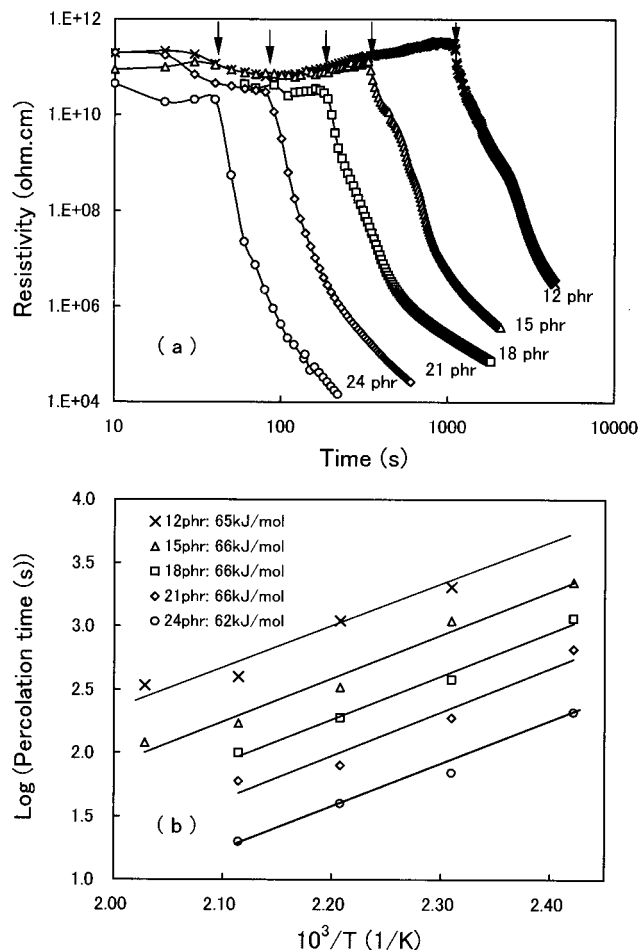 1.E+12
1.E+10
1.E+08
1.E+06
1.E+04
Resistivity (ohm.cm)
( a )
12 phr
15 phr
18 phr
21 phr
24 phr
10
100
1000
10000
Time (s)
4.0
3.5
3.0
2.5
2.0
1.5
1.0
Log (Percolation time (s))
12phr: 65kJ/mol
15phr: 66kJ/mol
18phr: 66kJ/mol
21phr: 66kJ/mol
24phr: 62kJ/mol
( b )
2.00
2.10
2.20
2.30
2.40
10³/T (1/K)